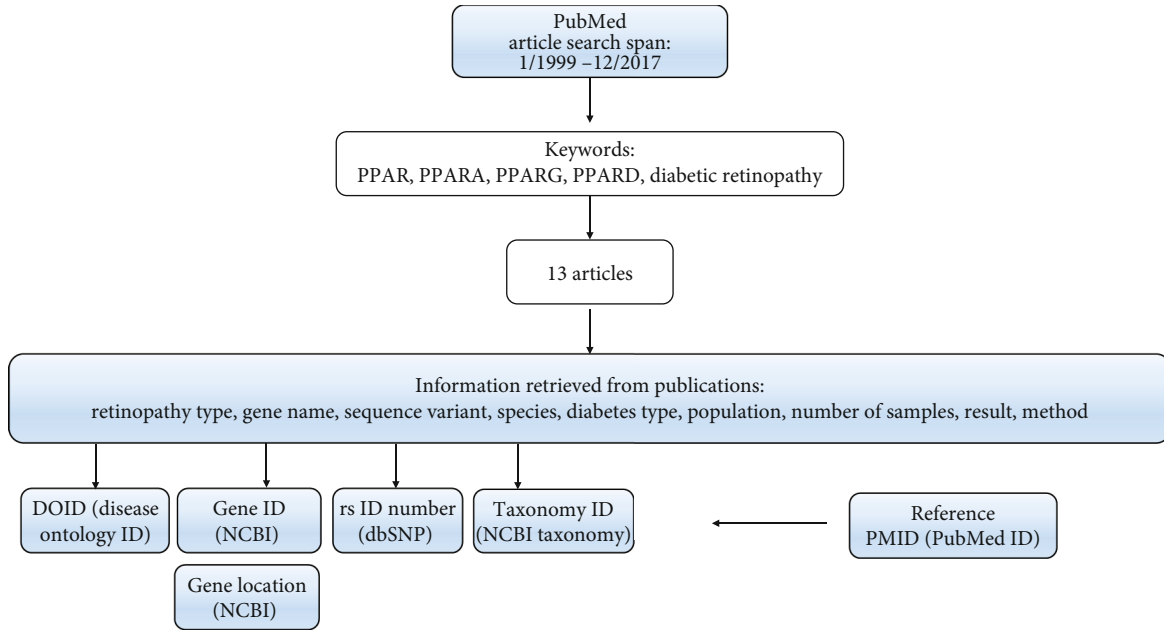 PubMed
article search span:
1/1999 –12/2017
Keywords:
PPAR, PPARA, PPARG, PPARD, diabetic retinopathy
13 articles
Information retrieved from publications:
retinopathy type, gene name, sequence variant, species, diabetes type, population, number of samples, result, method
DOID (disease
ontology ID)
Gene ID
(NCBI)
rs ID number
(dbSNP)
Taxonomy ID
(NCBI taxonomy)
Reference
PMID (PubMed ID)
Gene location
(NCBI)